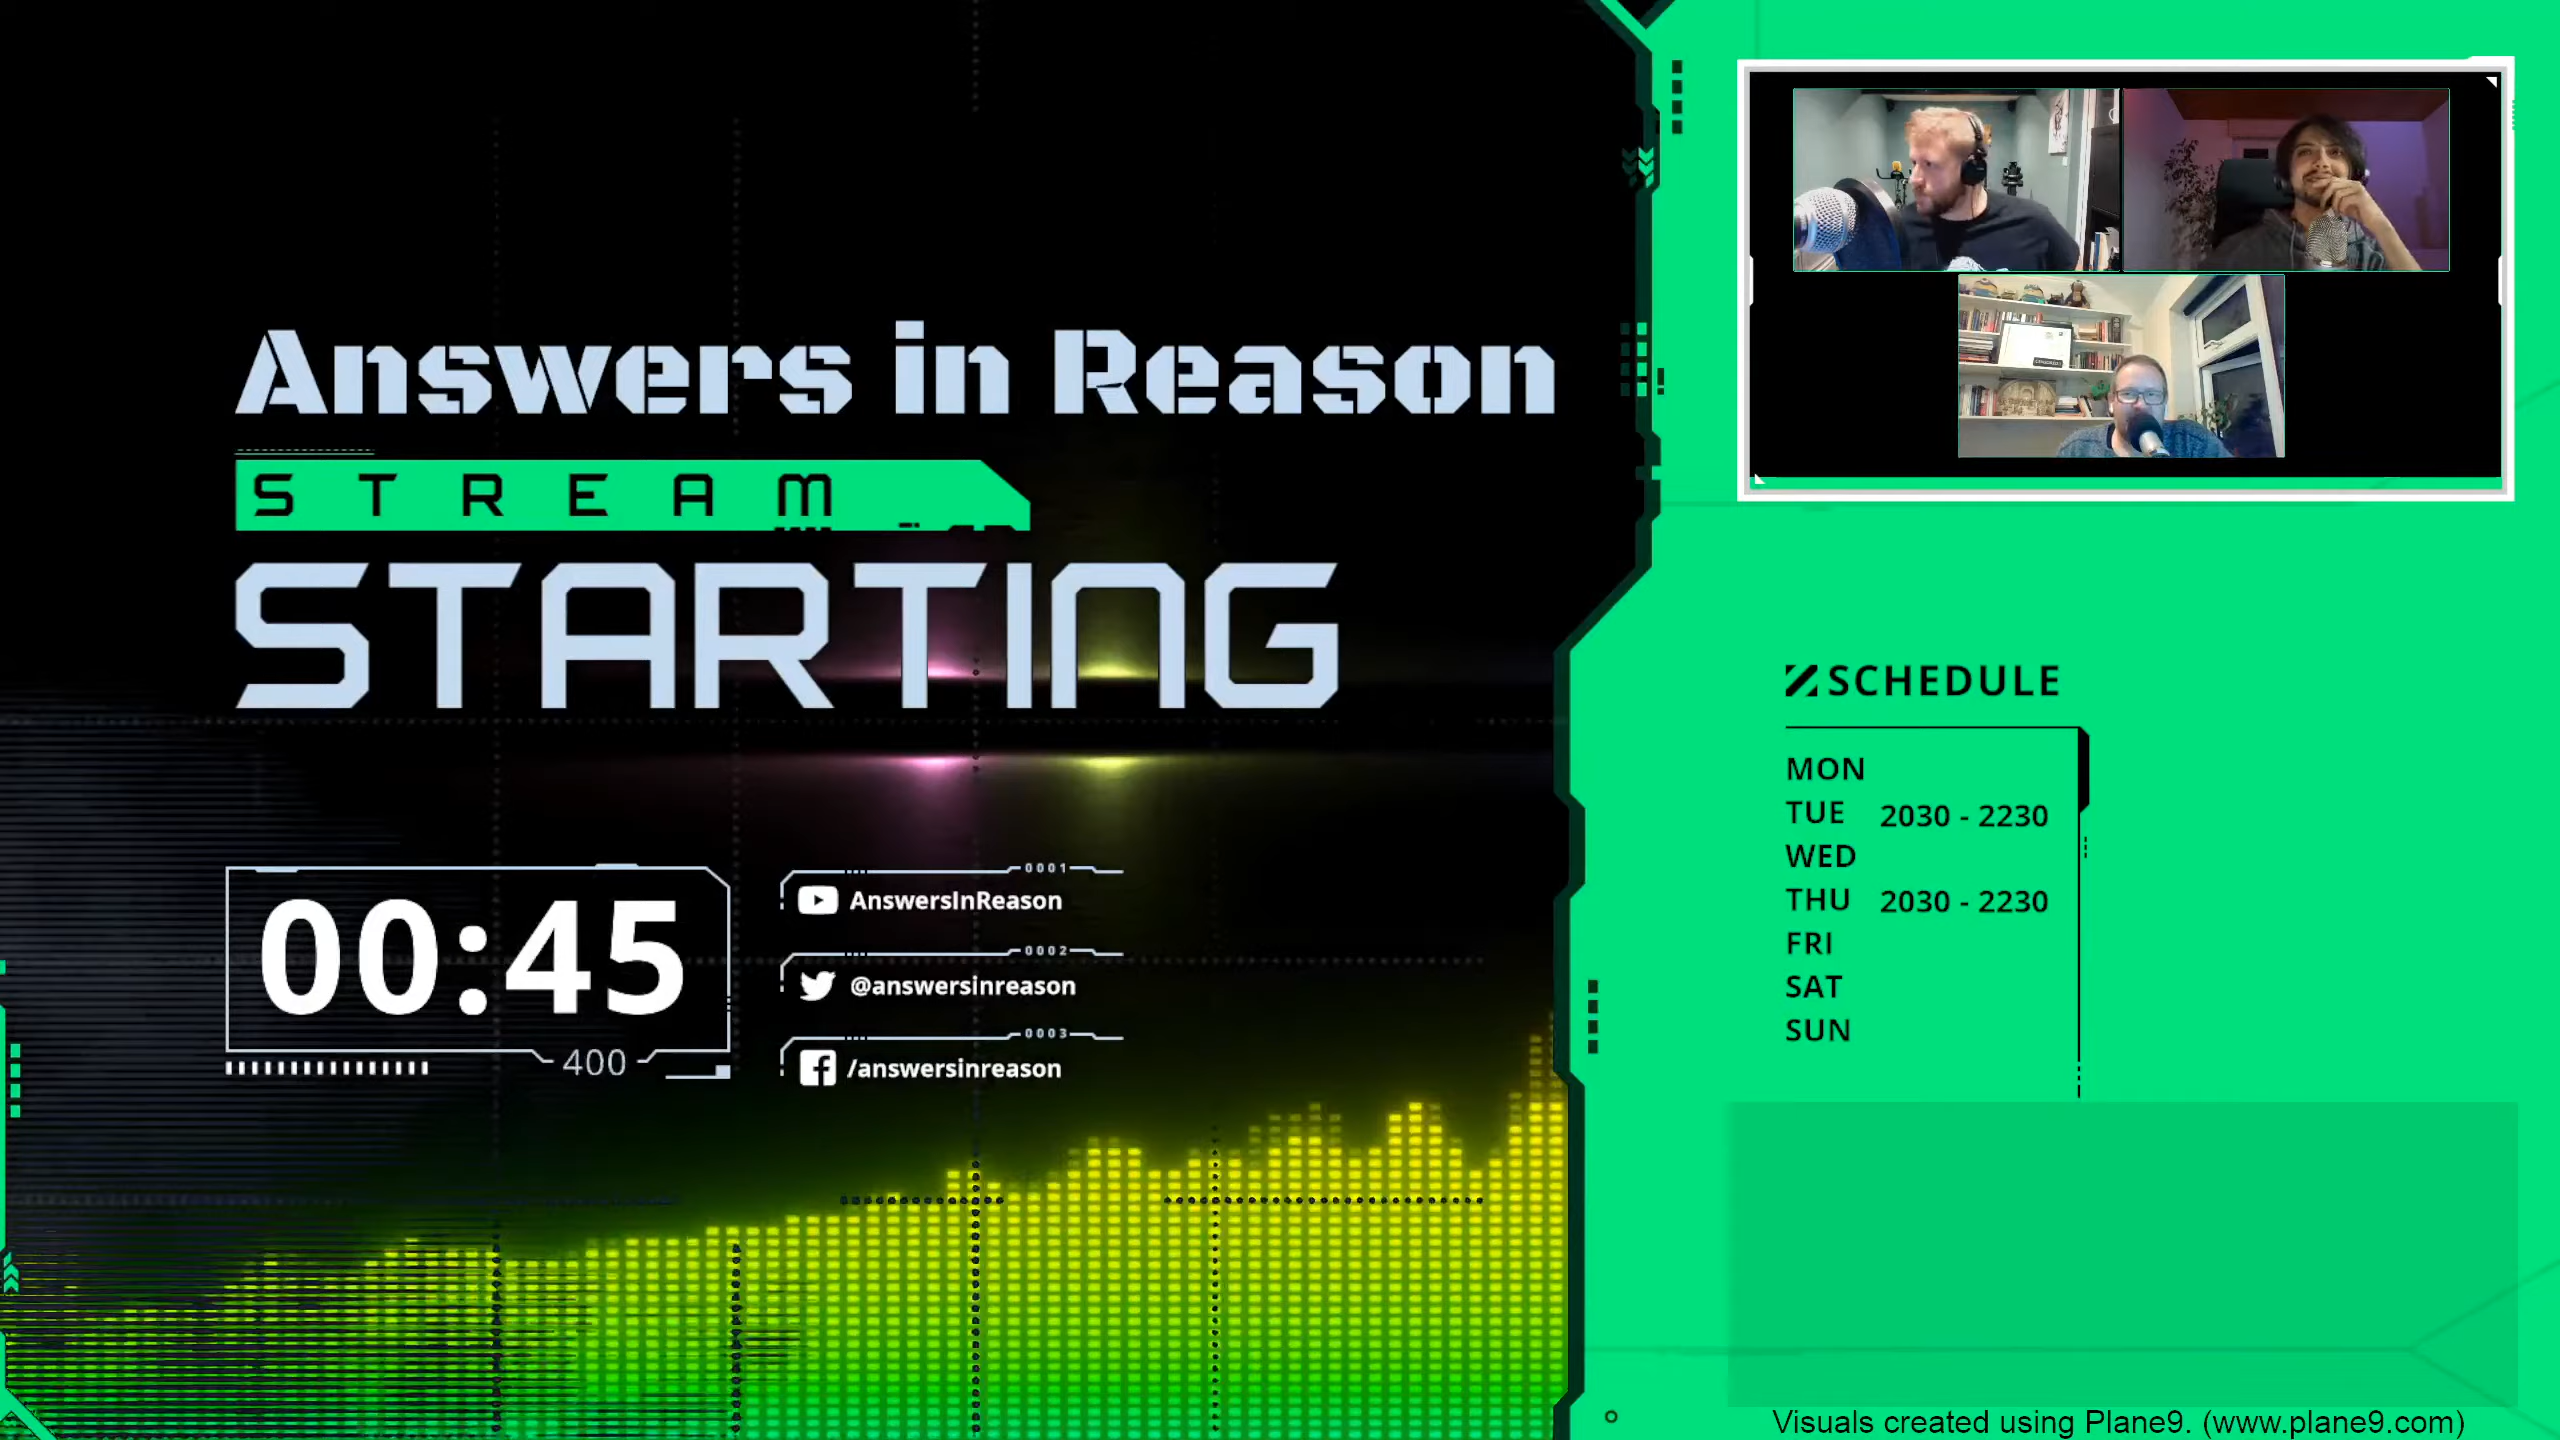 Answers in Reason
STREAM
STARTING
00:45
400
0001
AnswersInReason
0002
@answersinreason
0003
/answersinreason
SCHEDULE
MON
TUE 2030 - 2230
WED
THU 2030 - 2230
FRI
SAT
SUN
Visuals created using Plane9. (www.plane9.com)